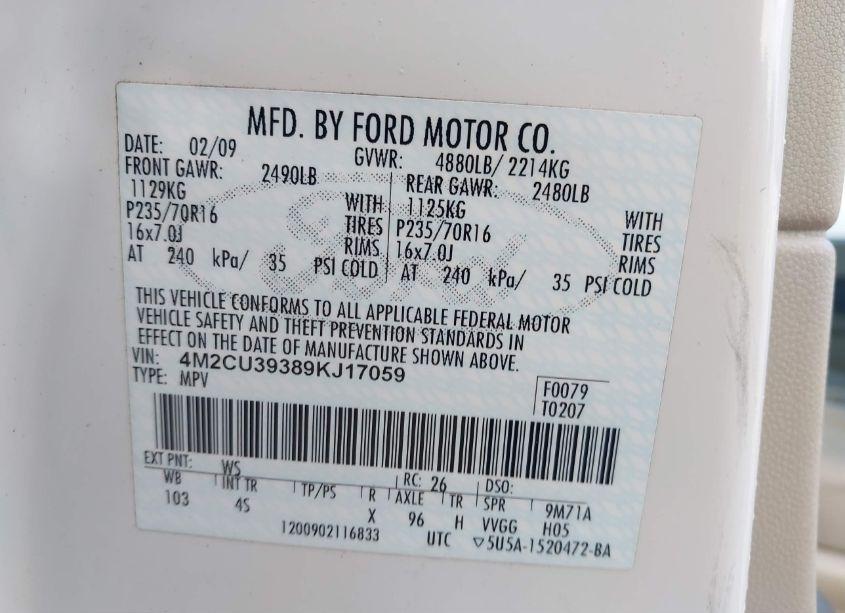 MFD. BY FORD MOTOR CO.
DATE: 02/09 GVWR: 4880LB/ 2214KG
FRONT GAWR: 2490LB REAR GAWR: 2480LB
1129KG WITH 1125KG WITH
P235/70R16 TIRES P235/70R16 TIRES
16x7.0J RIMS 16x7.0J RIMS
AT 240 kPa/ 35 PSI COLD AT 240 kPa/ 35 PSI COLD
THIS VEHICLE CONFORMS TO ALL APPLICABLE FEDERAL MOTOR
VEHICLE SAFETY AND THEFT PREVENTION STANDARDS IN
EFFECT ON THE DATE OF MANUFACTURE SHOWN ABOVE.
VIN: 4M2CU39389KJ17059
TYPE: MPV
F0079
T0207
EXT PNT: WS RC: 26 DSO:
WB INT TR TP/PS R AXLE TR SPR 9M71A
103 4S X 96 H VVGG H05
1200902116833 UTC ▽5U5A-1520472-BA
Ford